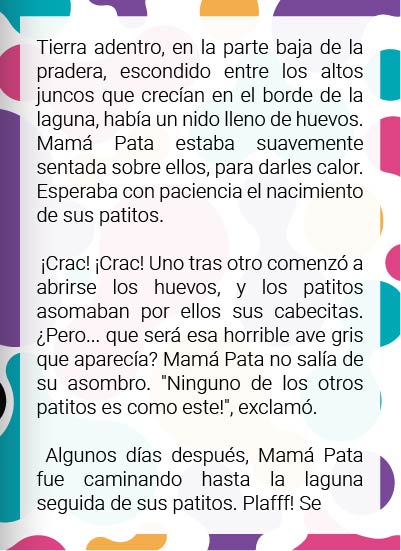 Tierra adentro, en la parte baja de la
pradera, escondido entre los altos
juncos que crecían en el borde de la
laguna, había un nido lleno de huevos.
Mamá Pata estaba suavemente
sentada sobre ellos, para darles calor.
Esperaba con paciencia el nacimiento
de sus patitos.
¡Crac! ¡Crac! Uno tras otro comenzó a
abrirse los huevos, y los patitos
asomaban por ellos sus cabecitas.
¿Pero... que será esa horrible ave gris
que aparecía? Mamá Pata no salía de
su asombro. "Ninguno de los otros
patitos es como este!", exclamó.
Algunos días después, Mamá Pata
fue caminando hasta la laguna
seguida de sus patitos. Plafff! Se